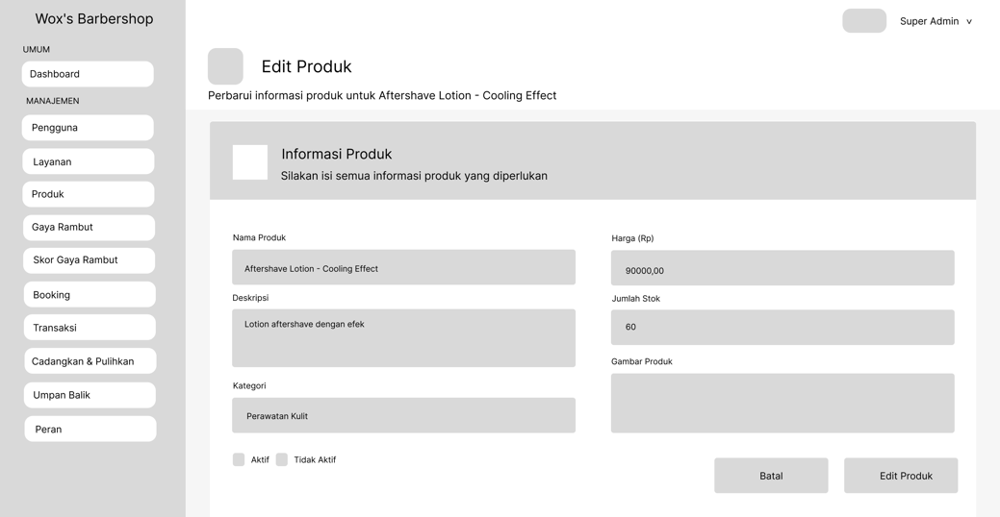 Wox's Barbershop
UMUM
Dashboard
MANAJEMEN
Pengguna
Layanan
Produk
Gaya Rambut
Skor Gaya Rambut
Booking
Transaksi
Cadangkan & Pulihkan
Umpan Balik
Peran
Super Admin v
Edit Produk
Perbarui informasi produk untuk Aftershave Lotion - Cooling Effect
Informasi Produk
Silakan isi semua informasi produk yang diperlukan
Nama Produk
Aftershave Lotion - Cooling Effect
Deskripsi
Lotion aftershave dengan efek
Kategori
Perawatan Kulit
Aktif Tidak Aktif
Harga (Rp)
90000,00
Jumlah Stok
60
Gambar Produk
Batal Edit Produk